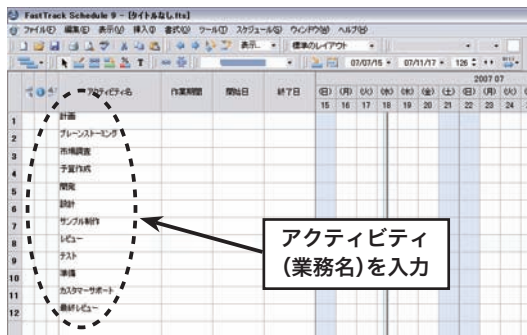 FastTrack Schedule 9 - [タイトルなし.fts]
ファイル(F) 編集(E) 表示(V) 挿入(I) 書式(O) ツール(T) スケジュール(S) ウィンドウ(W) ヘルプ(H)
表示... 標準のレイアウト
T 07/07/15 07/11/17 126
2007 07
アクティビティ名 作業期間 開始日 終了日 (日) (月) (火) (水) (木) (金) (土) (日) (月) (火)
15 16 17 18 19 20 21 22 23 24
1 計画
2 ブレーンストーミング
3 市場調査
4 予算作成
5 開発
6 設計
7 サンプル制作
8 レビュー
9 テスト
10 準備
11 カスタマーサポート
12 最終レビュー
アクティビティ
(業務名)を入力